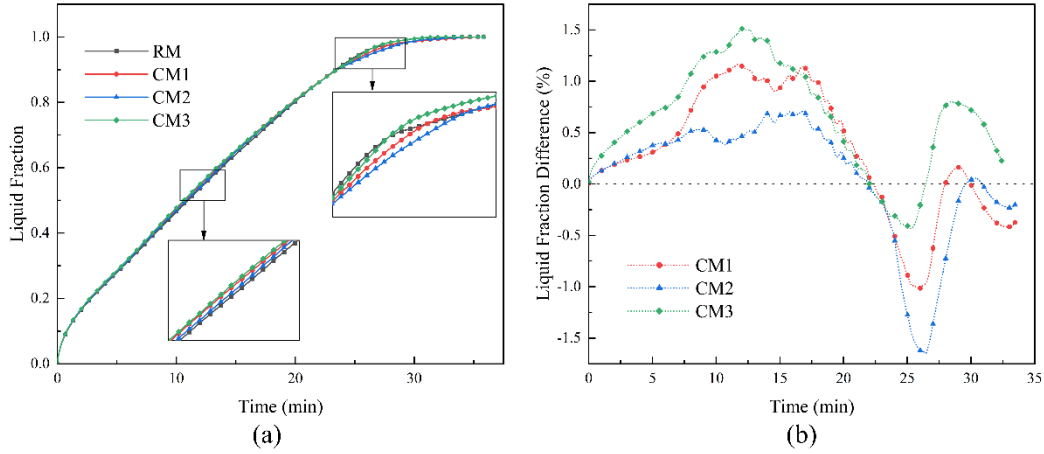 RM
CM1
CM2
CM3
1.0
0.8
0.6
0.4
0.2
0.0
Liquid Fraction
0
10
20
30
Time (min)
(a)
1.5
1.0
0.5
0.0
-0.5
-1.0
-1.5
Liquid Fraction Difference (%)
CM1
CM2
CM3
0
5
10
15
20
25
30
35
Time (min)
(b)